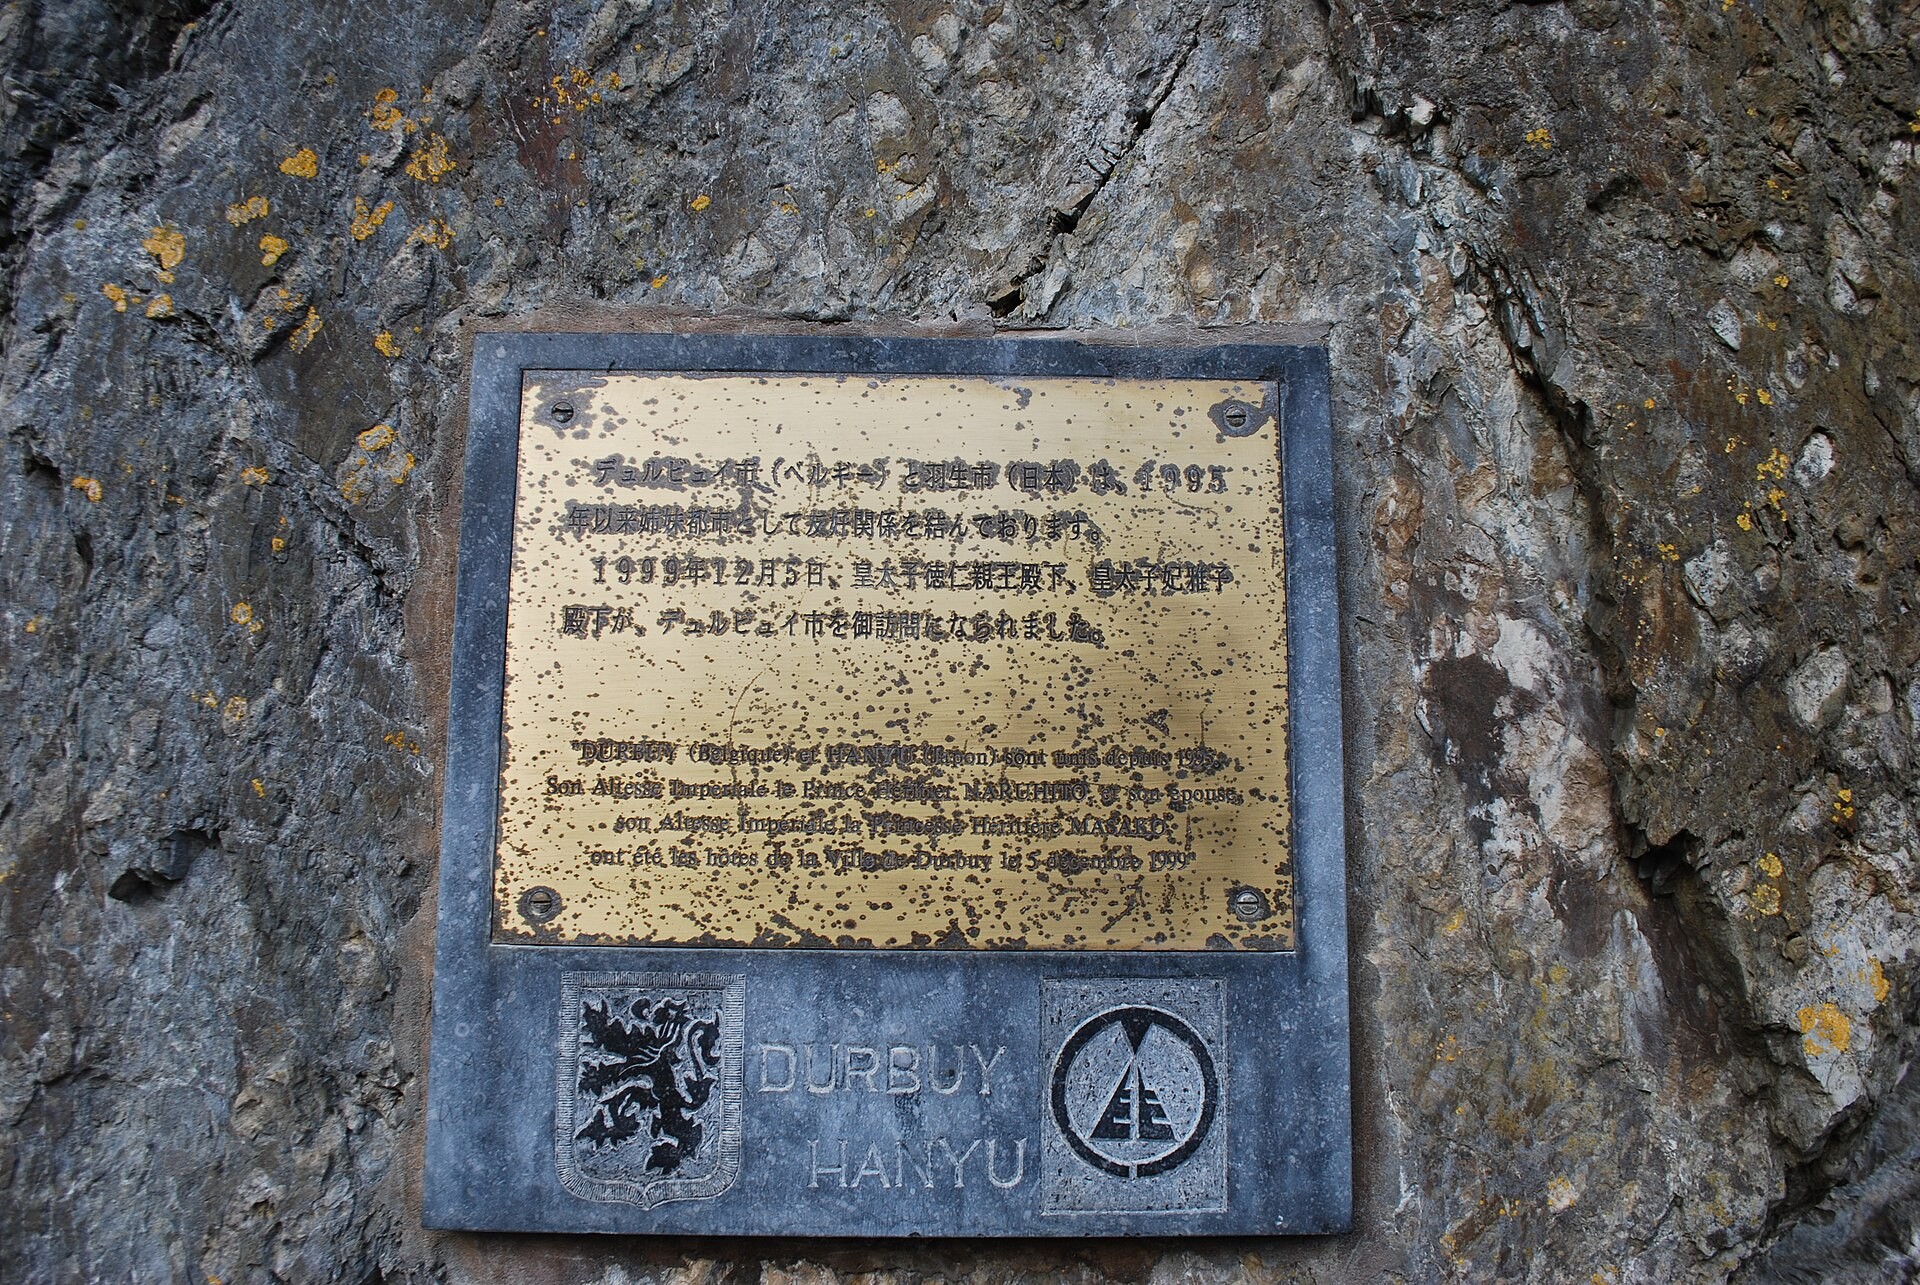 デュルビュイ市（ベルギー）と羽生市（日本）は、1995
年以来姉妹都市として友好関係を結んでおります。
1999年12月5日、皇太子徳仁親王殿下、皇太子妃雅子
殿下が、デュルビュイ市を御訪問になられました。
"DURBUY (Belgique) et HANYU (Japon) sont unis depuis 1995.
Son Altesse Impériale le Prince Héritier NARUHITO et son épouse,
son Altesse Impériale la Princesse Héritière MASAKO,
ont été les hôtes de la Ville de Durbuy le 5 décembre 1999"
DURBUY
HANYU